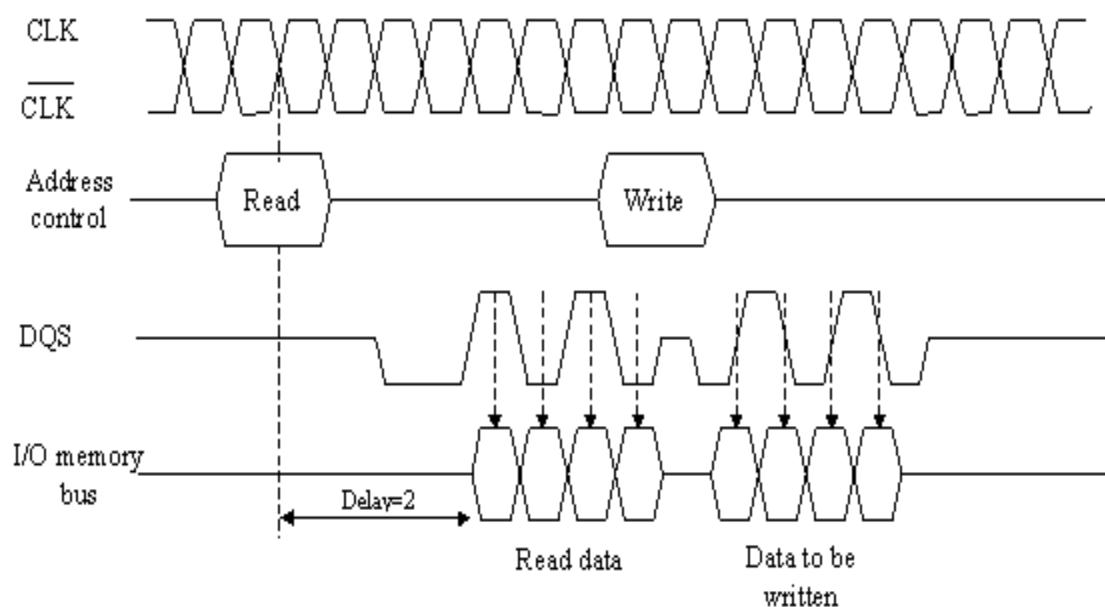 CLK
CLK
Address
control
Read
Write
DQS
I/O memory
bus
Delay=2
Read data
Data to be
written